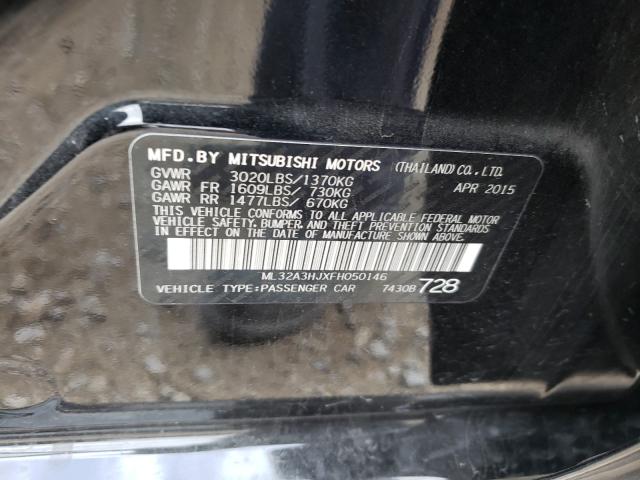 MFD.BY MITSUBISHI MOTORS (THAILAND) CO., LTD.
GVWR 3020LBS/1370KG APR 2015
GAWR FR 1609LBS/ 730KG
GAWR RR 1477LBS/ 670KG
THIS VEHICLE CONFORMS TO ALL APPLICABLE FEDERAL MOTOR
VEHICLE SAFETY, BUMPER, AND THEFT PREVENTION STANDARDS
IN EFFECT ON THE DATE OF MANUFACTURE SHOWN ABOVE.
ML32A3HJXFH050146
VEHICLE TYPE:PASSENGER CAR 7430B 728